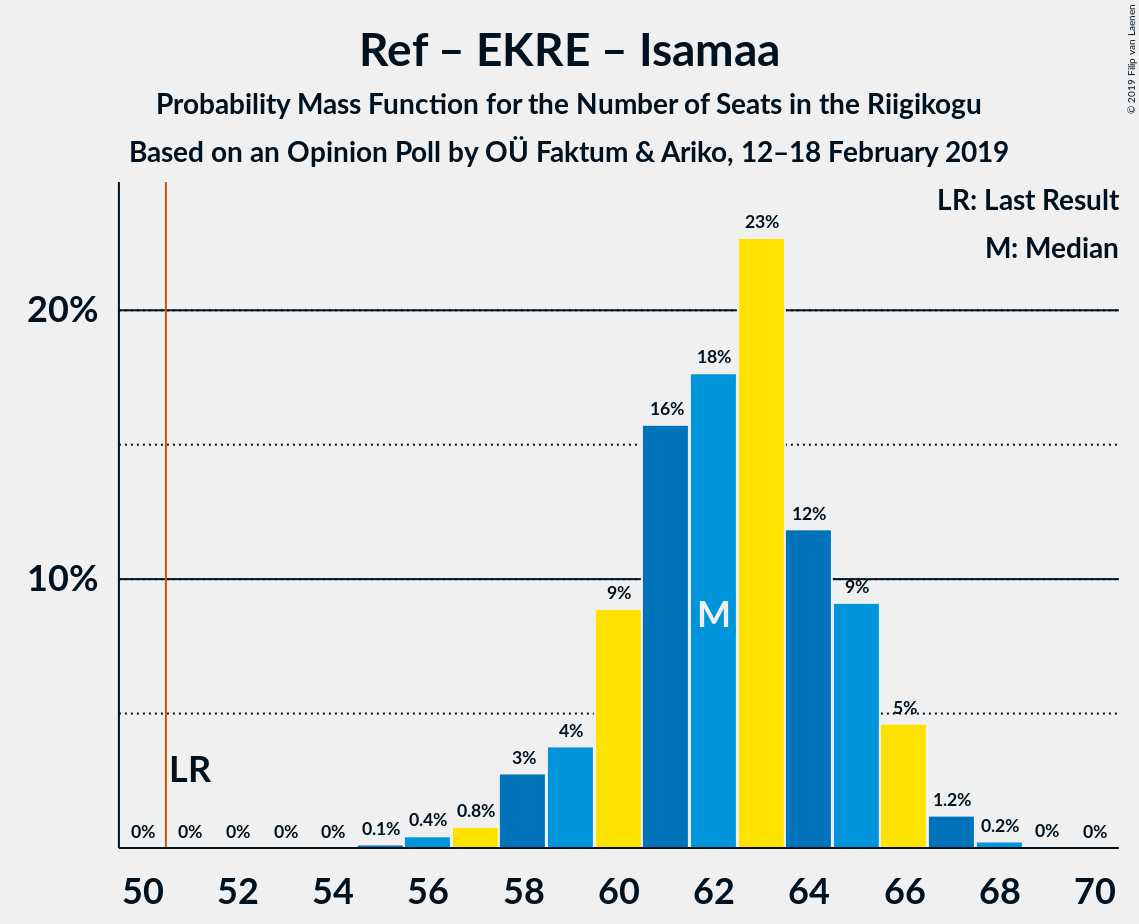 Ref – EKRE – Isamaa
Probability Mass Function for the Number of Seats in the Riigikogu
Based on an Opinion Poll by OÜ Faktum & Ariko, 12–18 February 2019
© 2019 Filip van Laenen
LR: Last Result
M: Median
20%
10%
LR
M
0% 0% 0% 0% 0% 0.1% 0.4% 0.8% 3% 4% 9% 16% 18% 23% 12% 9% 5% 1.2% 0.2% 0% 0%
50 52 54 56 58 60 62 64 66 68 70